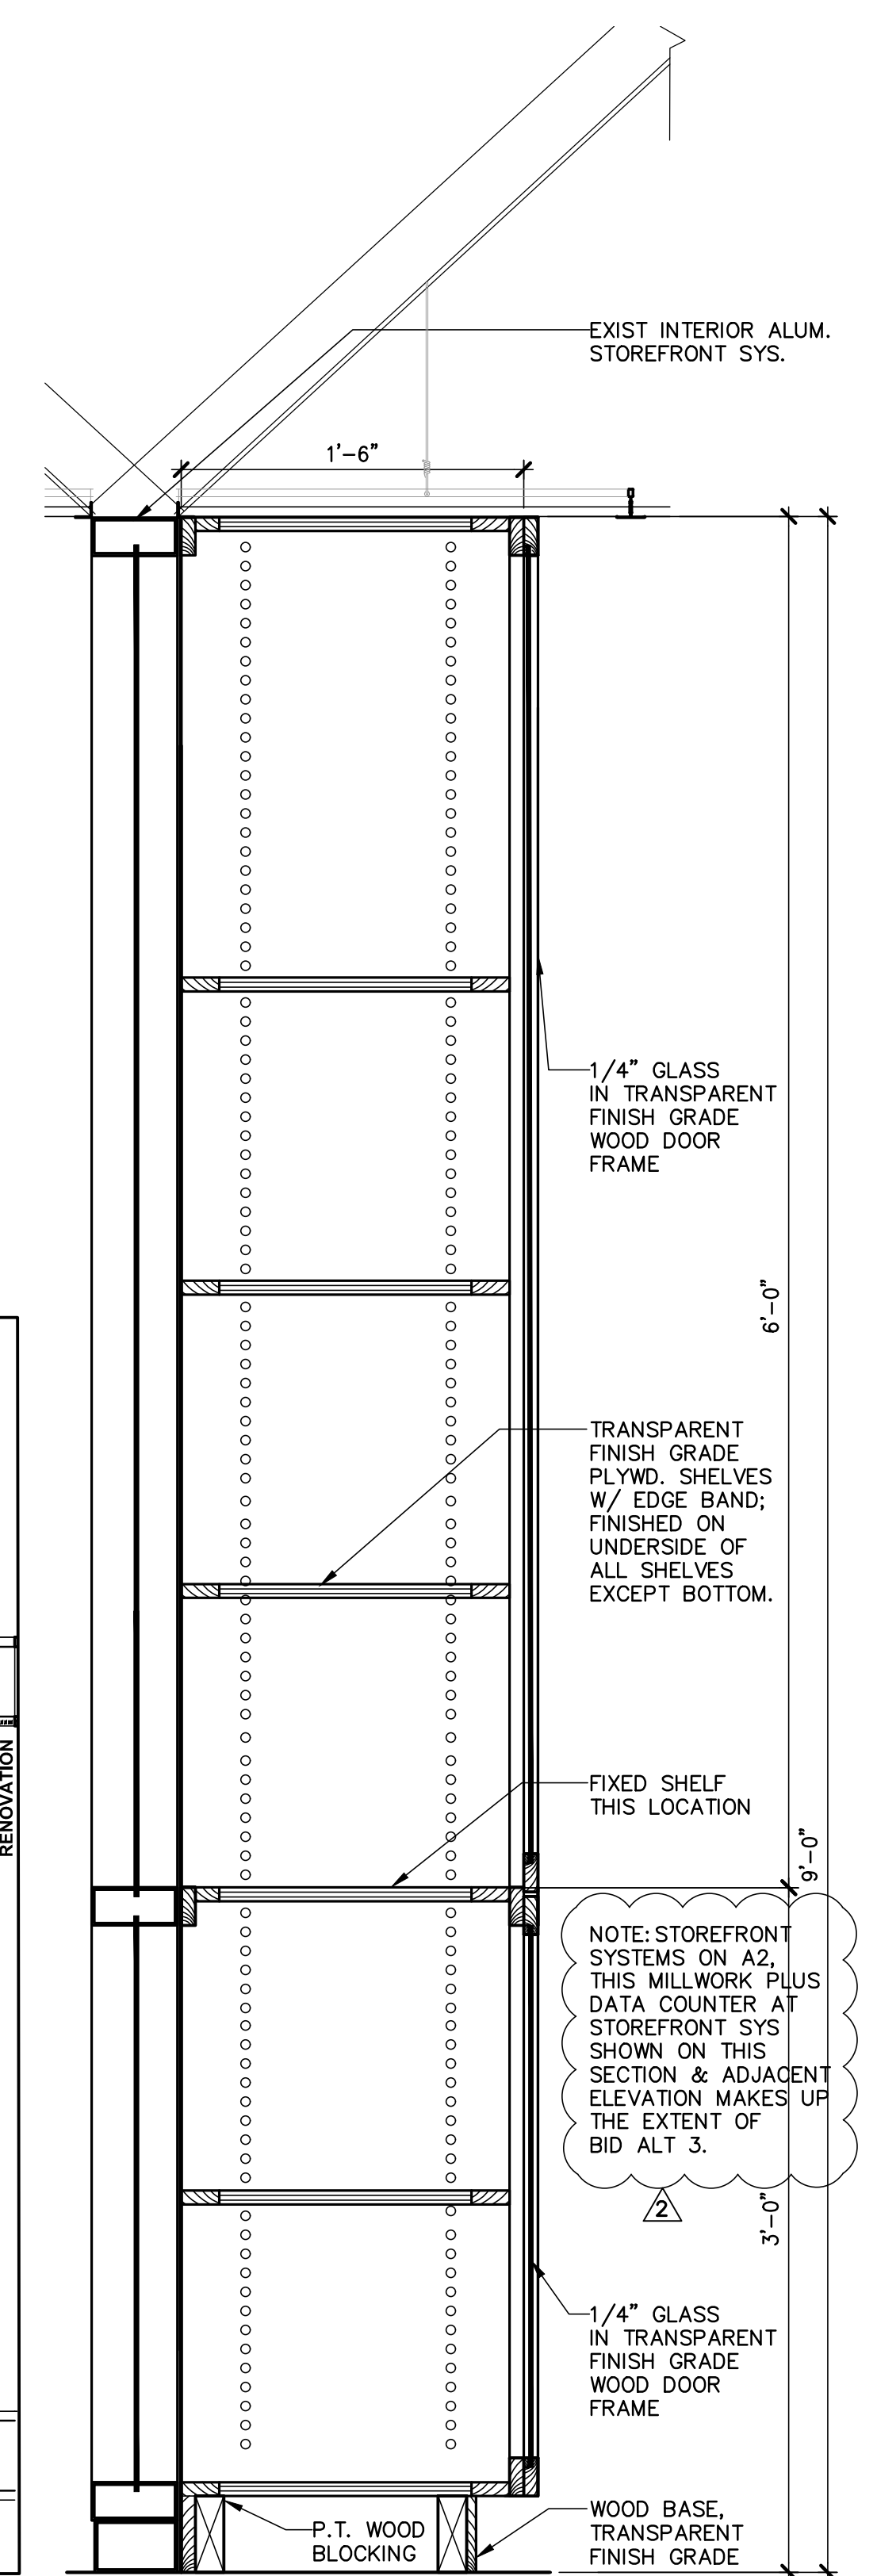 EXIST INTERIOR ALUM.
STOREFRONT SYS.
1'-6"
1/4" GLASS
IN TRANSPARENT
FINISH GRADE
WOOD DOOR
FRAME
6'-0"
TRANSPARENT
FINISH GRADE
PLYWD. SHELVES
W/ EDGE BAND;
FINISHED ON
UNDERSIDE OF
ALL SHELVES
EXCEPT BOTTOM.
RENOVATION
FIXED SHELF
THIS LOCATION
9'-0"
NOTE: STOREFRONT
SYSTEMS ON A2,
THIS MILLWORK PLUS
DATA COUNTER AT
STOREFRONT SYS
SHOWN ON THIS
SECTION & ADJACENT
ELEVATION MAKES UP
THE EXTENT OF
BID ALT 3.
2
3'-0"
1/4" GLASS
IN TRANSPARENT
FINISH GRADE
WOOD DOOR
FRAME
P.T. WOOD
BLOCKING
WOOD BASE,
TRANSPARENT
FINISH GRADE